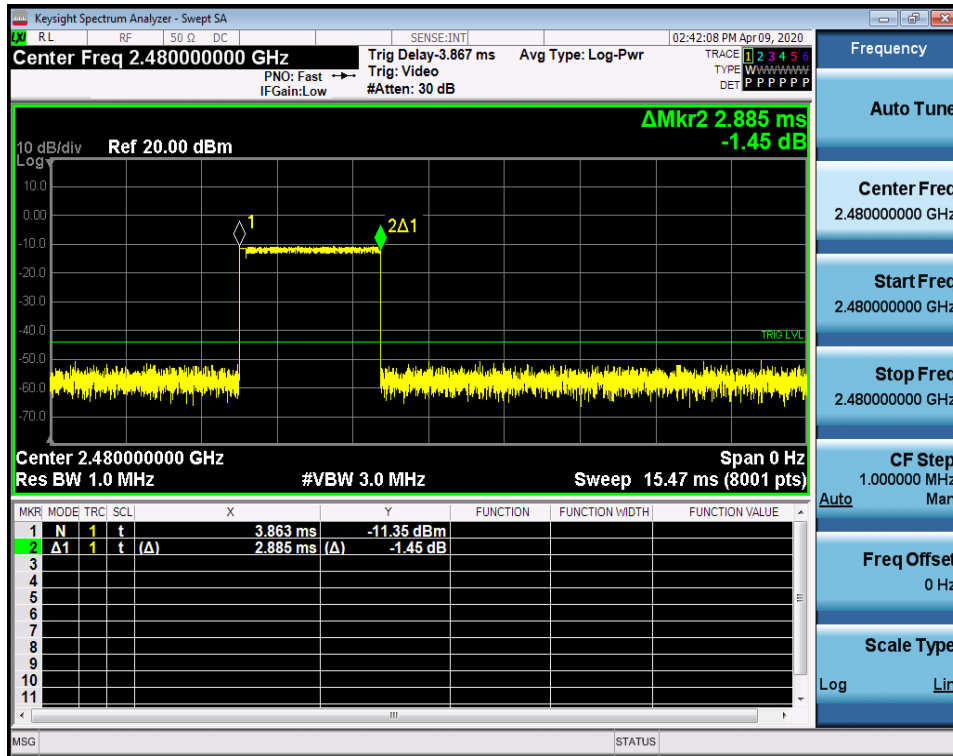 Keysight Spectrum Analyzer - Swept SA
LXI RL RF 50 Ω DC SENSE:INT 02:42:08 PM Apr 09, 2020
Center Freq 2.480000000 GHz
PNO: Fast
IFGain:Low
Trig Delay-3.867 ms
Trig: Video
#Atten: 30 dB
Avg Type: Log-Pwr
TRACE 1 2 3 4 5 6
TYPE WWWWWW
DET P P P P P P
ΔMkr2 2.885 ms
-1.45 dB
10 dB/div
Log
Ref 20.00 dBm
10.0
0.00
-10.0
-20.0
-30.0
-40.0
-50.0
-60.0
-70.0
1
2Δ1
TRIG LVL
Center 2.480000000 GHz Span 0 Hz
Res BW 1.0 MHz #VBW 3.0 MHz Sweep 15.47 ms (8001 pts)
MKR MODE TRC SCL X Y FUNCTION FUNCTION WIDTH FUNCTION VALUE
1 N 1 t 3.863 ms -11.35 dBm
2 Δ1 1 t (Δ) 2.885 ms (Δ) -1.45 dB
3
4
5
6
7
8
9
10
11
MSG STATUS
Frequency
Auto Tune
Center Freq
2.480000000 GHz
Start Freq
2.480000000 GHz
Stop Freq
2.480000000 GHz
CF Step
1.000000 MHz
Auto Man
Freq Offset
0 Hz
Scale Type
Log Lin